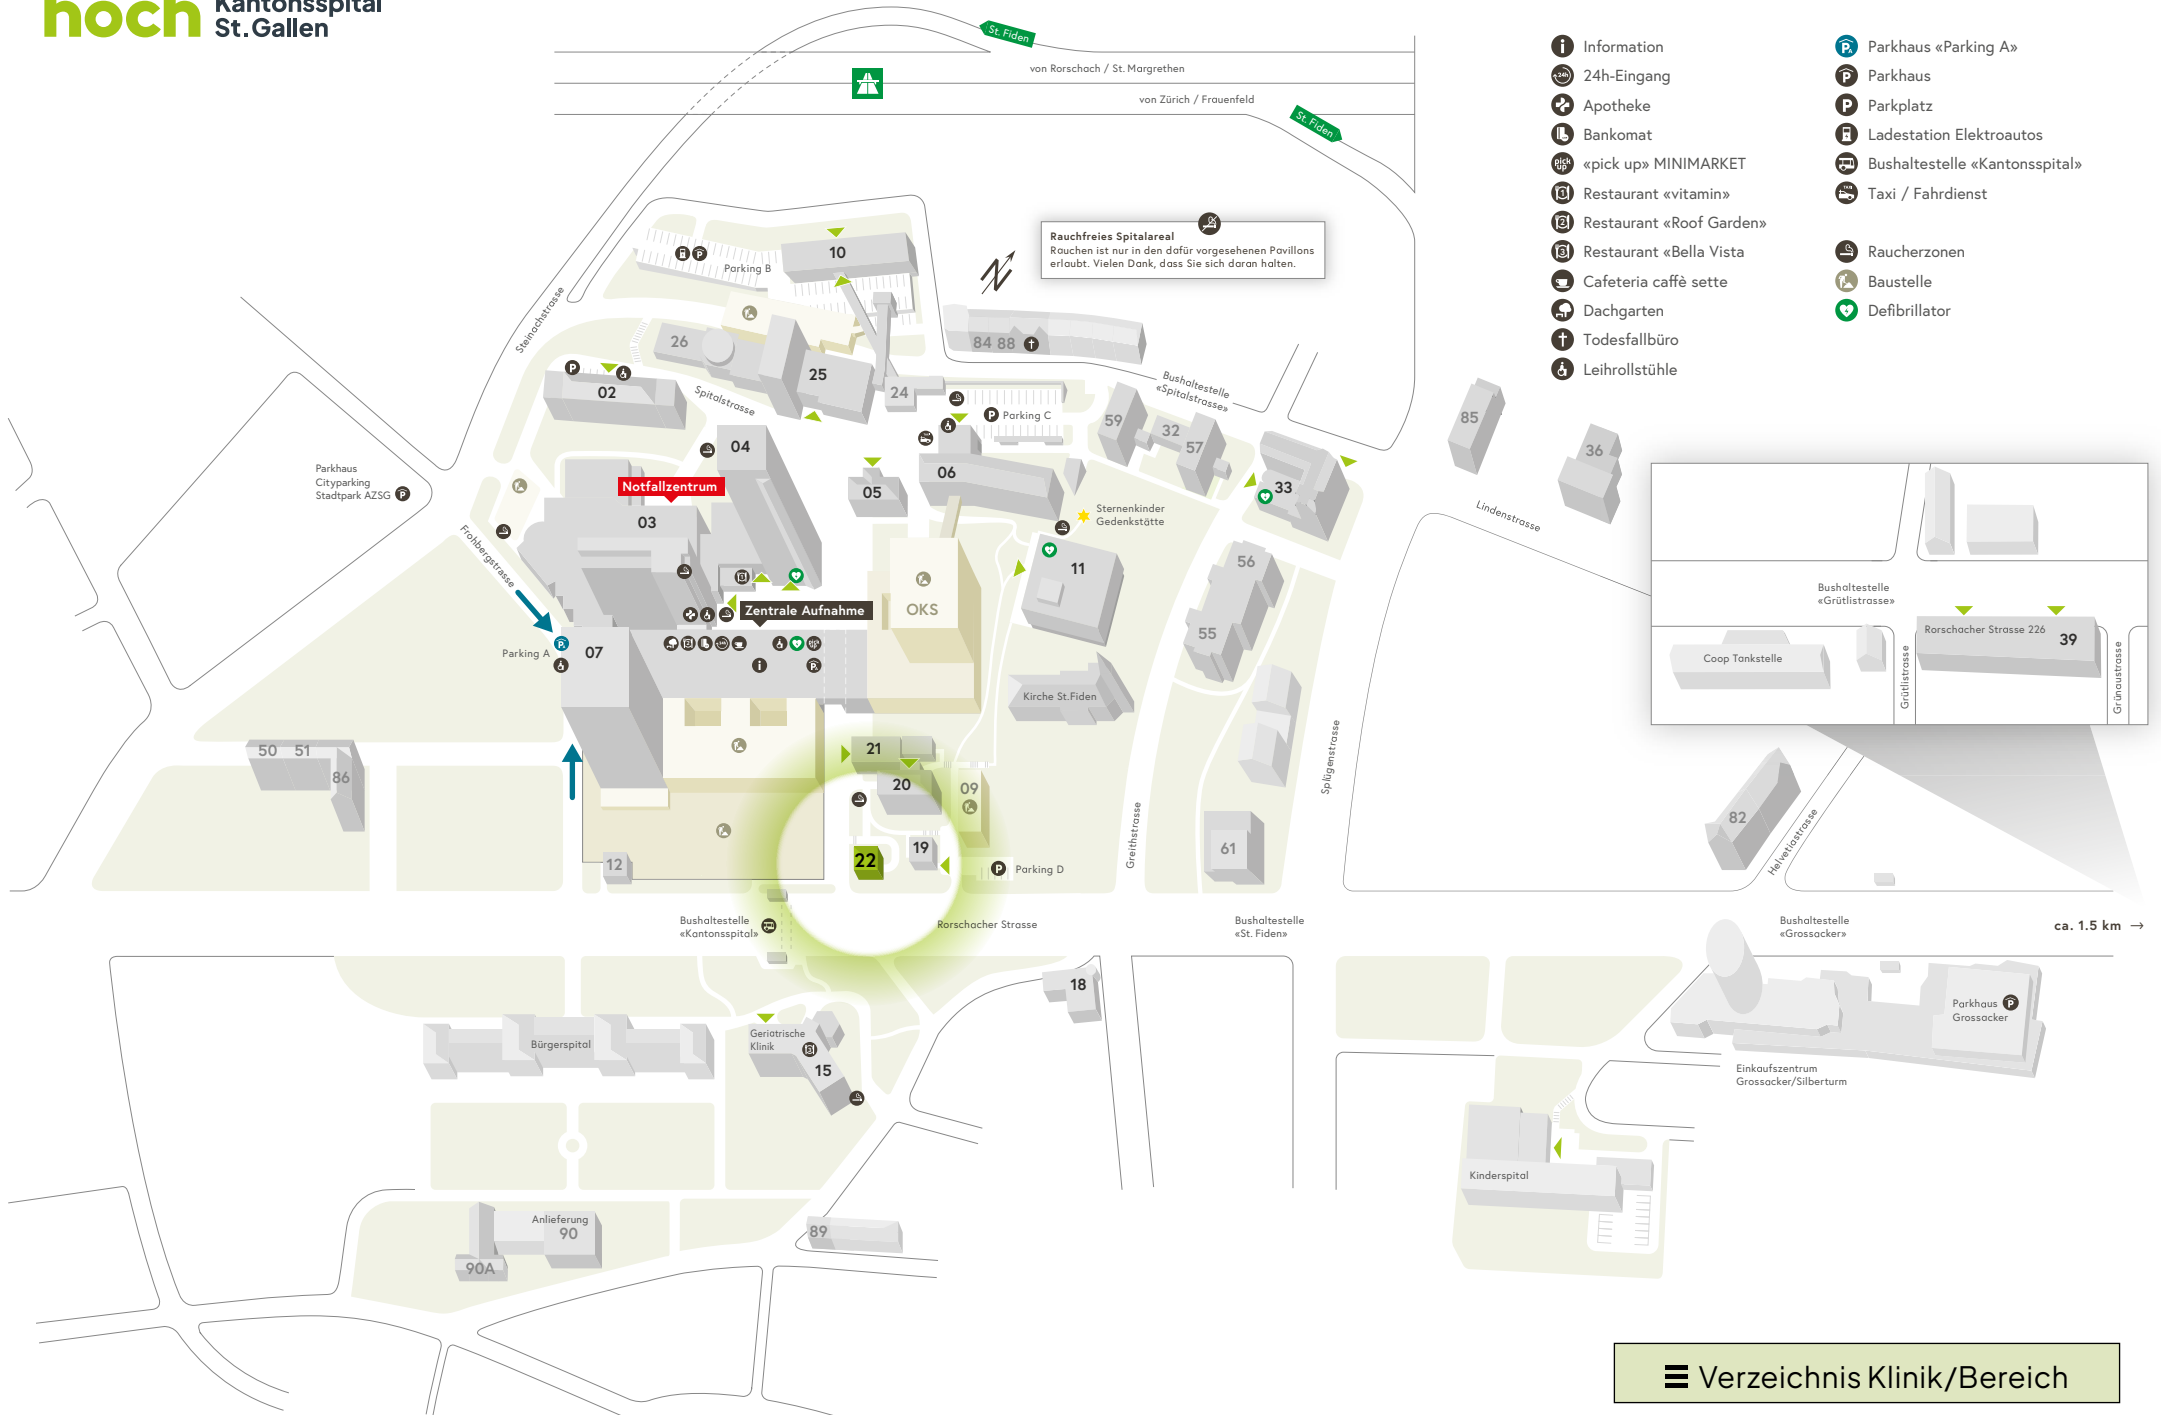 hoch Kantonsspital
St.Gallen
St. Fiden
von Rorschach / St. Margrethen
von Zürich / Frauenfeld
St. Fiden
Information
24h-Eingang
Apotheke
Bankomat
«pick up» MINIMARKET
Restaurant «vitamin»
Restaurant «Roof Garden»
Restaurant «Bella Vista
Cafeteria caffè sette
Dachgarten
Todesfallbüro
Leihrollstühle
Parkhaus «Parking A»
Parkhaus
Parkplatz
Ladestation Elektroautos
Bushaltestelle «Kantonsspital»
Taxi / Fahrdienst
Raucherzonen
Baustelle
Defibrillator
Rauchfreies Spitalareal
Rauchen ist nur in den dafür vorgesehenen Pavillons
erlaubt. Vielen Dank, dass Sie sich daran halten.
N
10
Parking B
Steinachstrasse
26
25
24
84 88
02
Spitalstrasse
Bushaltestelle
«Spitalstrasse»
Parking C
59
32
57
85
36
04
Parkhaus
Cityparking
Stadtpark AZSG
Notfallzentrum
03
05
06
33
Sternenkinder
Gedenkstätte
Lindenstrasse
Frohbergstrasse
11
56
OKS
55
Zentrale Aufnahme
Parking A
07
Kirche St.Fiden
Bushaltestelle
«Grütlistrasse»
Rorschacher Strasse 226
39
Coop Tankstelle
Grütlistrasse
Grünaustrasse
50 51
86
21
20
09
Splügenstrasse
Greithstrasse
82
Helvetiastrasse
12
22
19
Parking D
61
Bushaltestelle
«Kantonsspital»
Rorschacher Strasse
Bushaltestelle
«St. Fiden»
Bushaltestelle
«Grossacker»
ca. 1.5 km →
18
Parkhaus
Grossacker
Bürgerspital
Geriatrische
Klinik
15
Einkaufszentrum
Grossacker/Silberturm
Kinderspital
Anlieferung
90
90A
89
Verzeichnis Klinik/Bereich